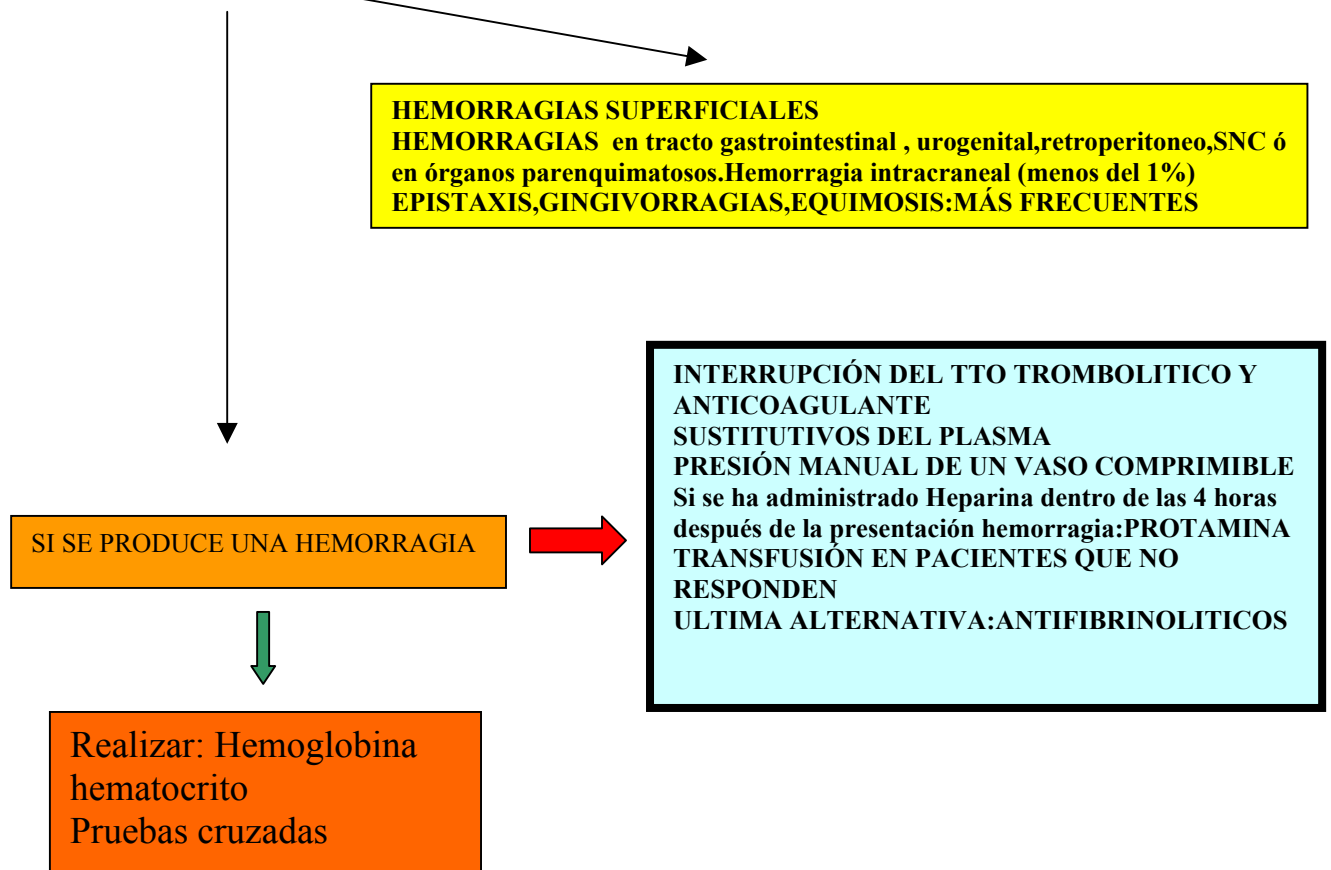 HEMORRAGIAS SUPERFICIALES
HEMORRAGIAS en tracto gastrointestinal , urogenital,retroperitoneo,SNC ó
en órganos parenquimatosos.Hemorragia intracraneal (menos del 1%)
EPISTAXIS,GINGIVORRAGIAS,EQUIMOSIS:MÁS FRECUENTES
INTERRUPCIÓN DEL TTO TROMBOLITICO Y
ANTICOAGULANTE
SUSTITUTIVOS DEL PLASMA
PRESIÓN MANUAL DE UN VASO COMPRIMIBLE
Si se ha administrado Heparina dentro de las 4 horas
después de la presentación hemorragia:PROTAMINA
TRANSFUSIÓN EN PACIENTES QUE NO
RESPONDEN
ULTIMA ALTERNATIVA:ANTIFIBRINOLITICOS
SI SE PRODUCE UNA HEMORRAGIA
Realizar: Hemoglobina
hematocrito
Pruebas cruzadas